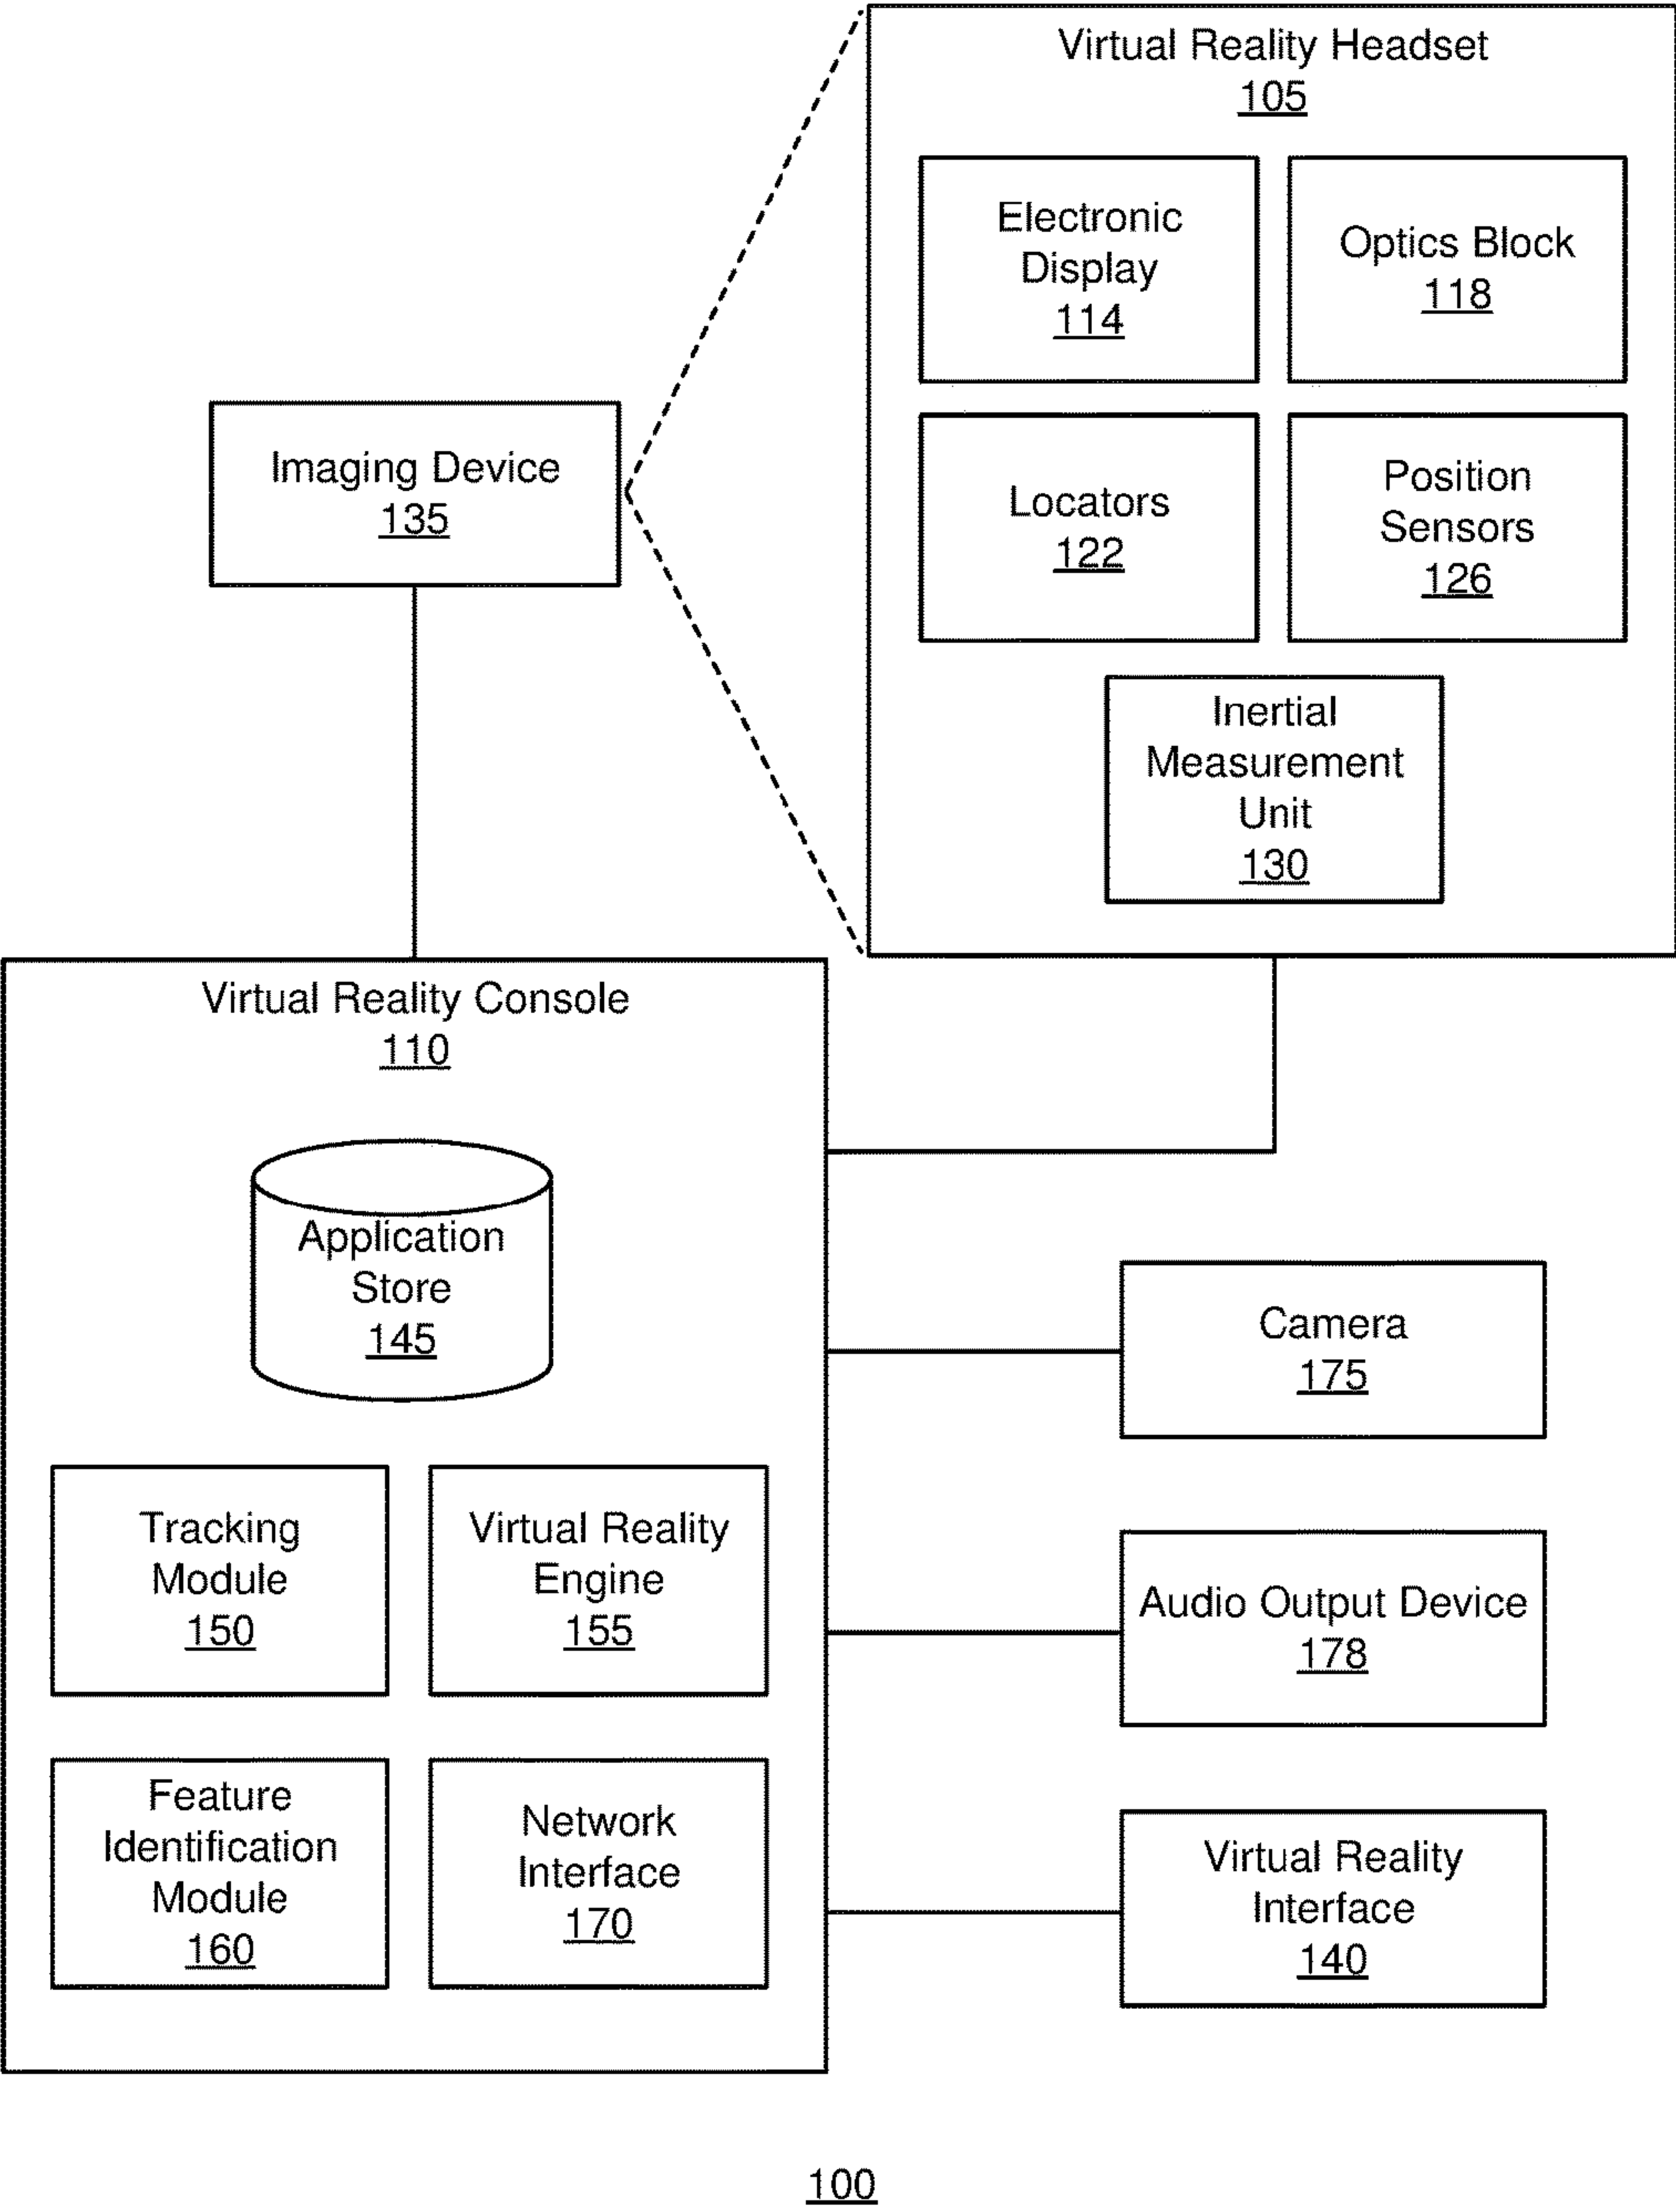 Virtual Reality Headset
105
Electronic
Display
114
Optics Block
118
Imaging Device
135
Locators
122
Position
Sensors
126
Inertial
Measurement
Unit
130
Virtual Reality Console
110
Application
Store
145
Camera
175
Tracking
Module
150
Virtual Reality
Engine
155
Audio Output Device
178
Feature
Identification
Module
160
Network
Interface
170
Virtual Reality
Interface
140
100